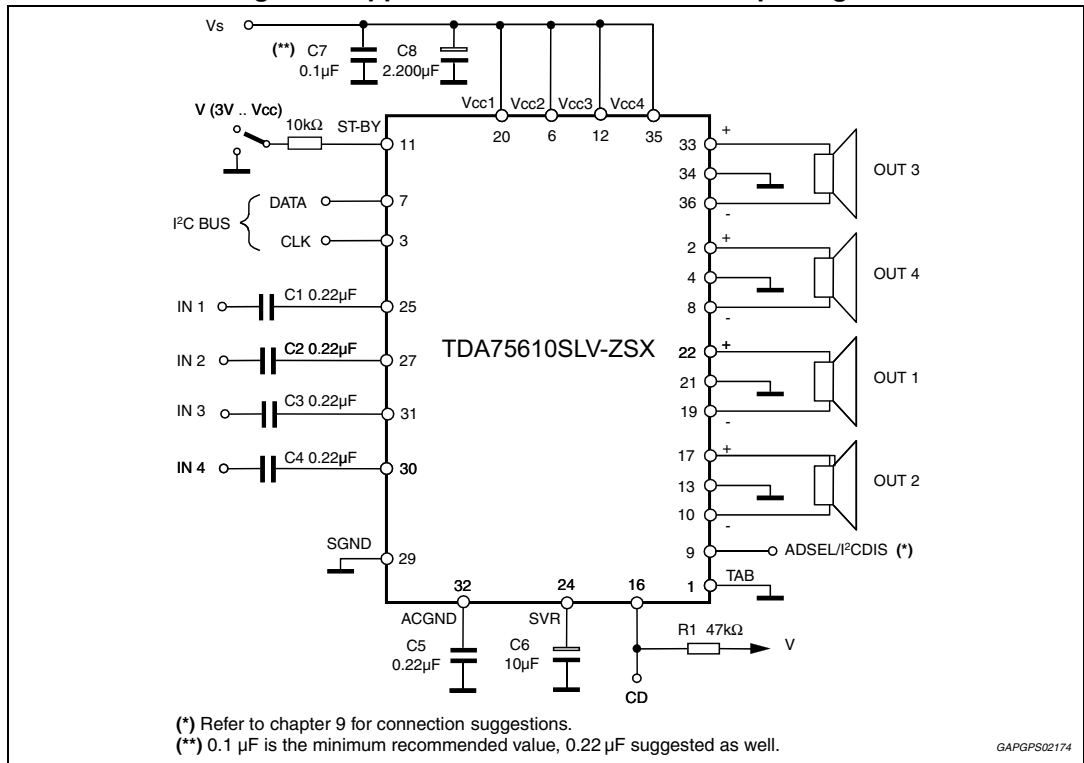 Vs
(**) C7
0.1µF
C8
2.200µF
Vcc1 Vcc2 Vcc3 Vcc4
20 6 12 35
V (3V .. Vcc)
10kΩ
ST-BY
11
I²C BUS
DATA
7
CLK
3
IN 1
C1 0.22µF
25
IN 2
C2 0.22µF
27
IN 3
C3 0.22µF
31
IN 4
C4 0.22µF
30
SGND
29
TDA75610SLV-ZSX
33 +
34
36 -
OUT 3
2 +
4
8 -
OUT 4
22 +
21
19 -
OUT 1
17 +
13
10 -
OUT 2
9
ADSEL/I²CDIS (*)
1
TAB
32 24 16
ACGND
C5
0.22µF
SVR
C6
10µF
R1 47kΩ
V
CD
(*) Refer to chapter 9 for connection suggestions.
(**) 0.1 µF is the minimum recommended value, 0.22 µF suggested as well.
GAPGPS02174